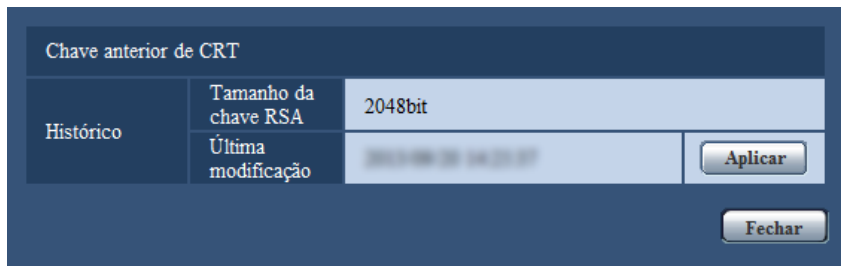 Chave anterior de CRT
Histórico
Tamanho da
chave RSA
2048bit
Última
modificação
Aplicar
Fechar